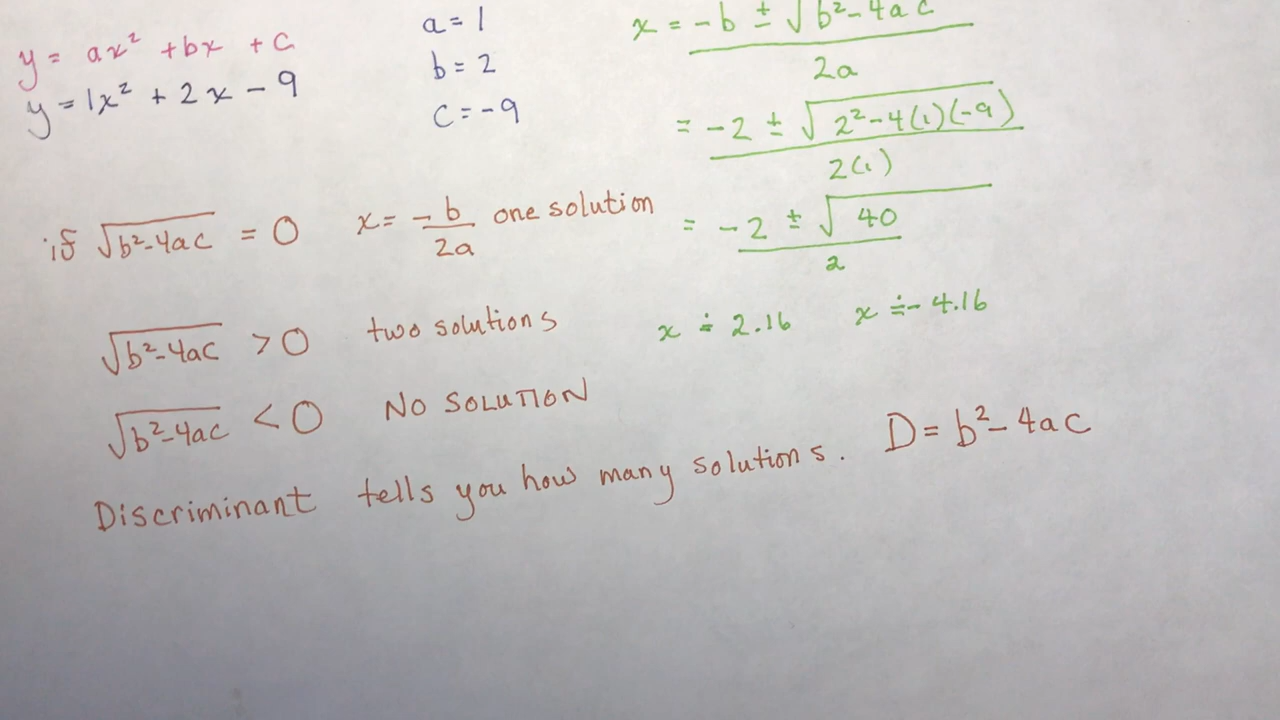 y = ax² + bx + c
y = 1x² + 2x - 9
a = 1
b = 2
c = -9
x = -b ± √b²-4ac
2a
= -2 ± √2²-4(1)(-9)
2(1)
= -2 ± √40
2
x ≐ 2.16 x ≐ -4.16
if √b²-4ac = 0 x = -b/2a one solution
√b²-4ac > 0 two solutions
√b²-4ac < 0 NO SOLUTION
Discriminant tells you how many solutions. D = b²-4ac